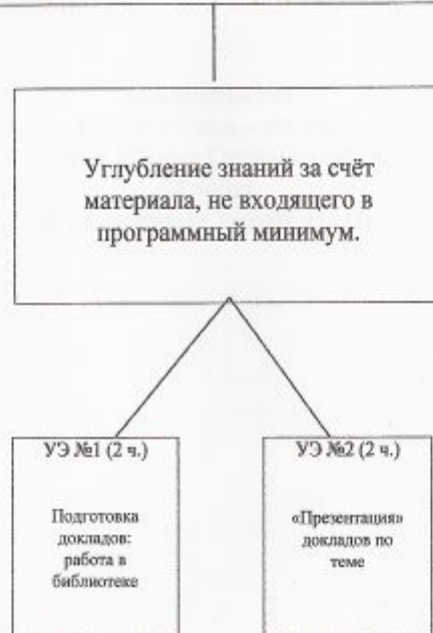 Углубление знаний за счёт
материала, не входящего в
программный минимум.
УЭ №1 (2 ч.)
Подготовка
докладов:
работа в
библиотеке
УЭ №2 (2 ч.)
«Презентация»
докладов по
теме